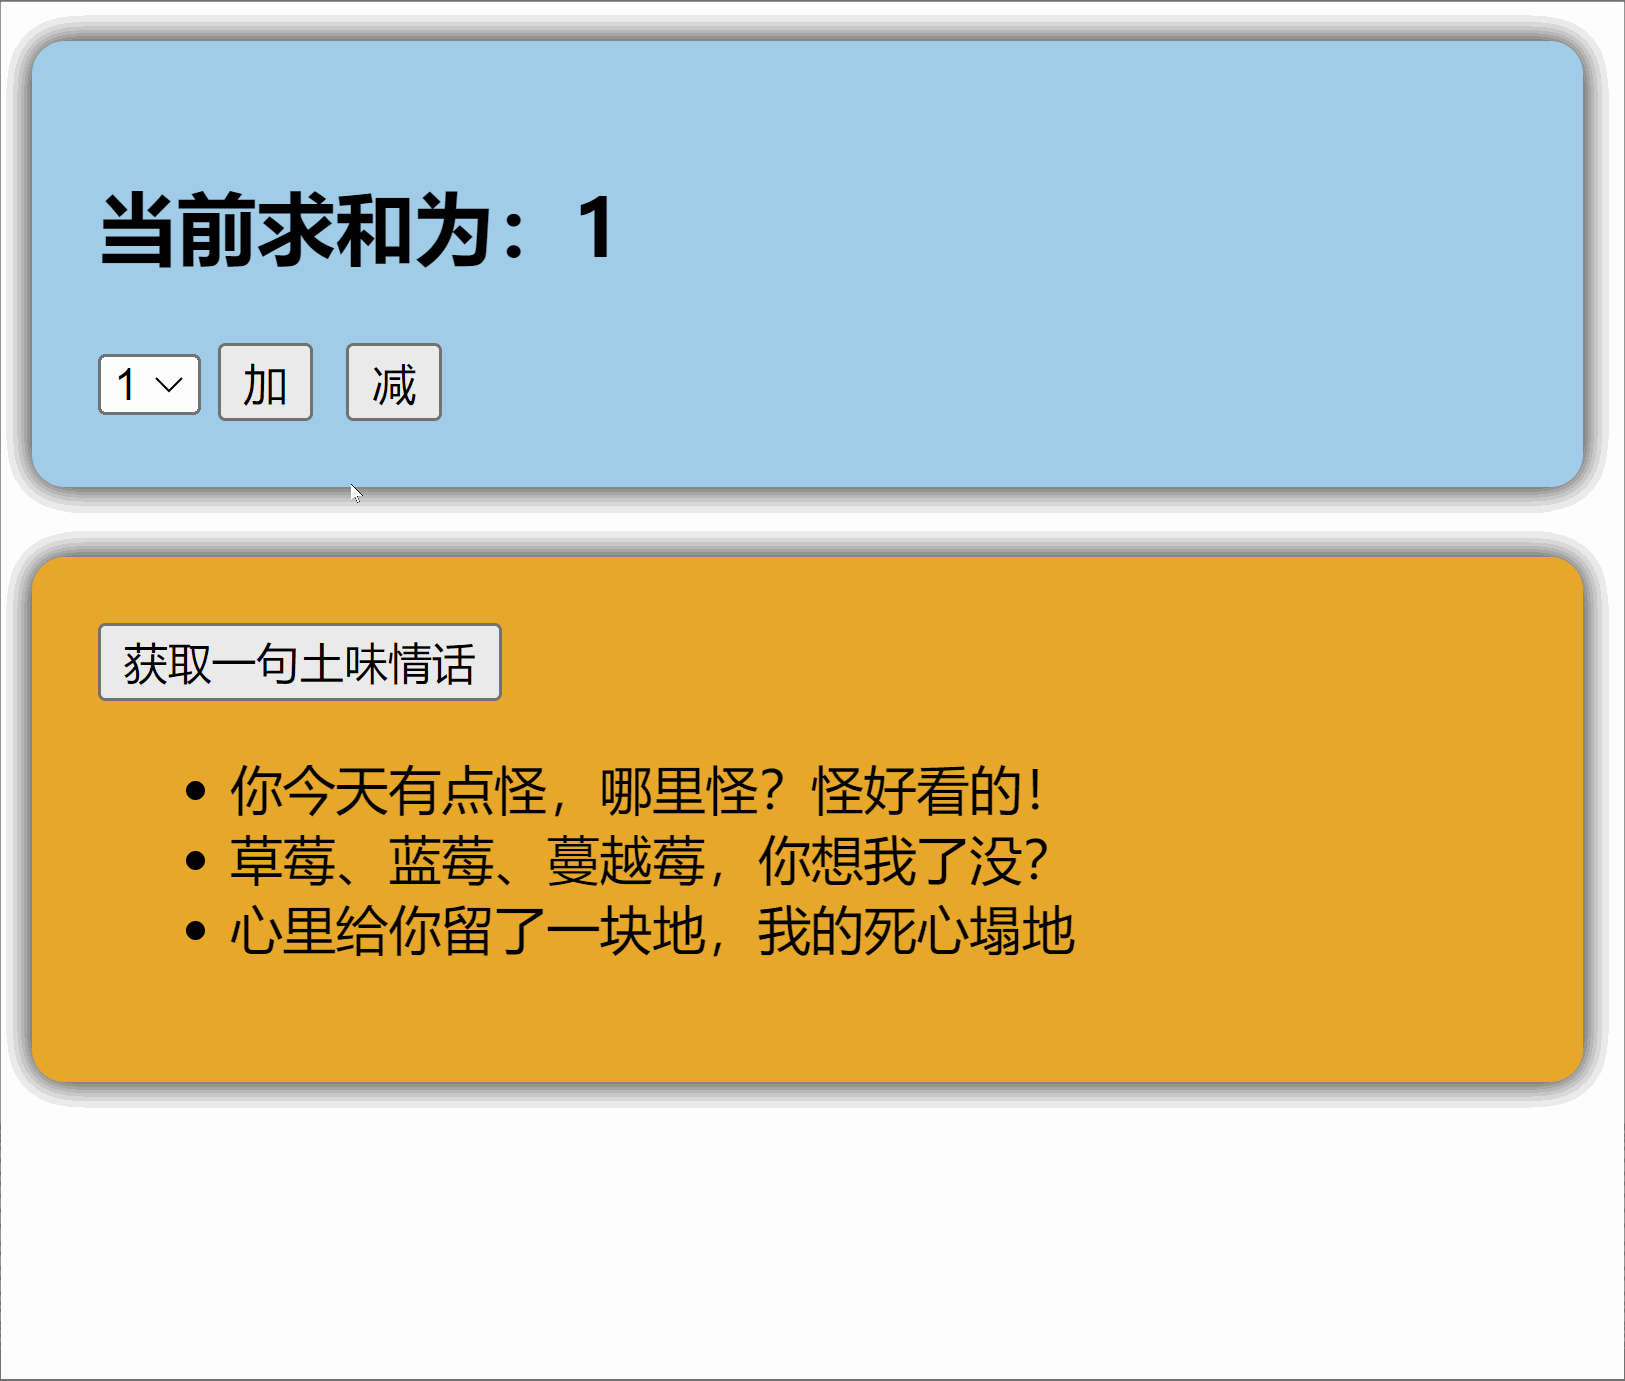 当前求和为：1
1 加 减
获取一句土味情话
你今天有点怪，哪里怪？怪好看的！
草莓、蓝莓、蔓越莓，你想我了没？
心里给你留了一块地，我的死心塌地